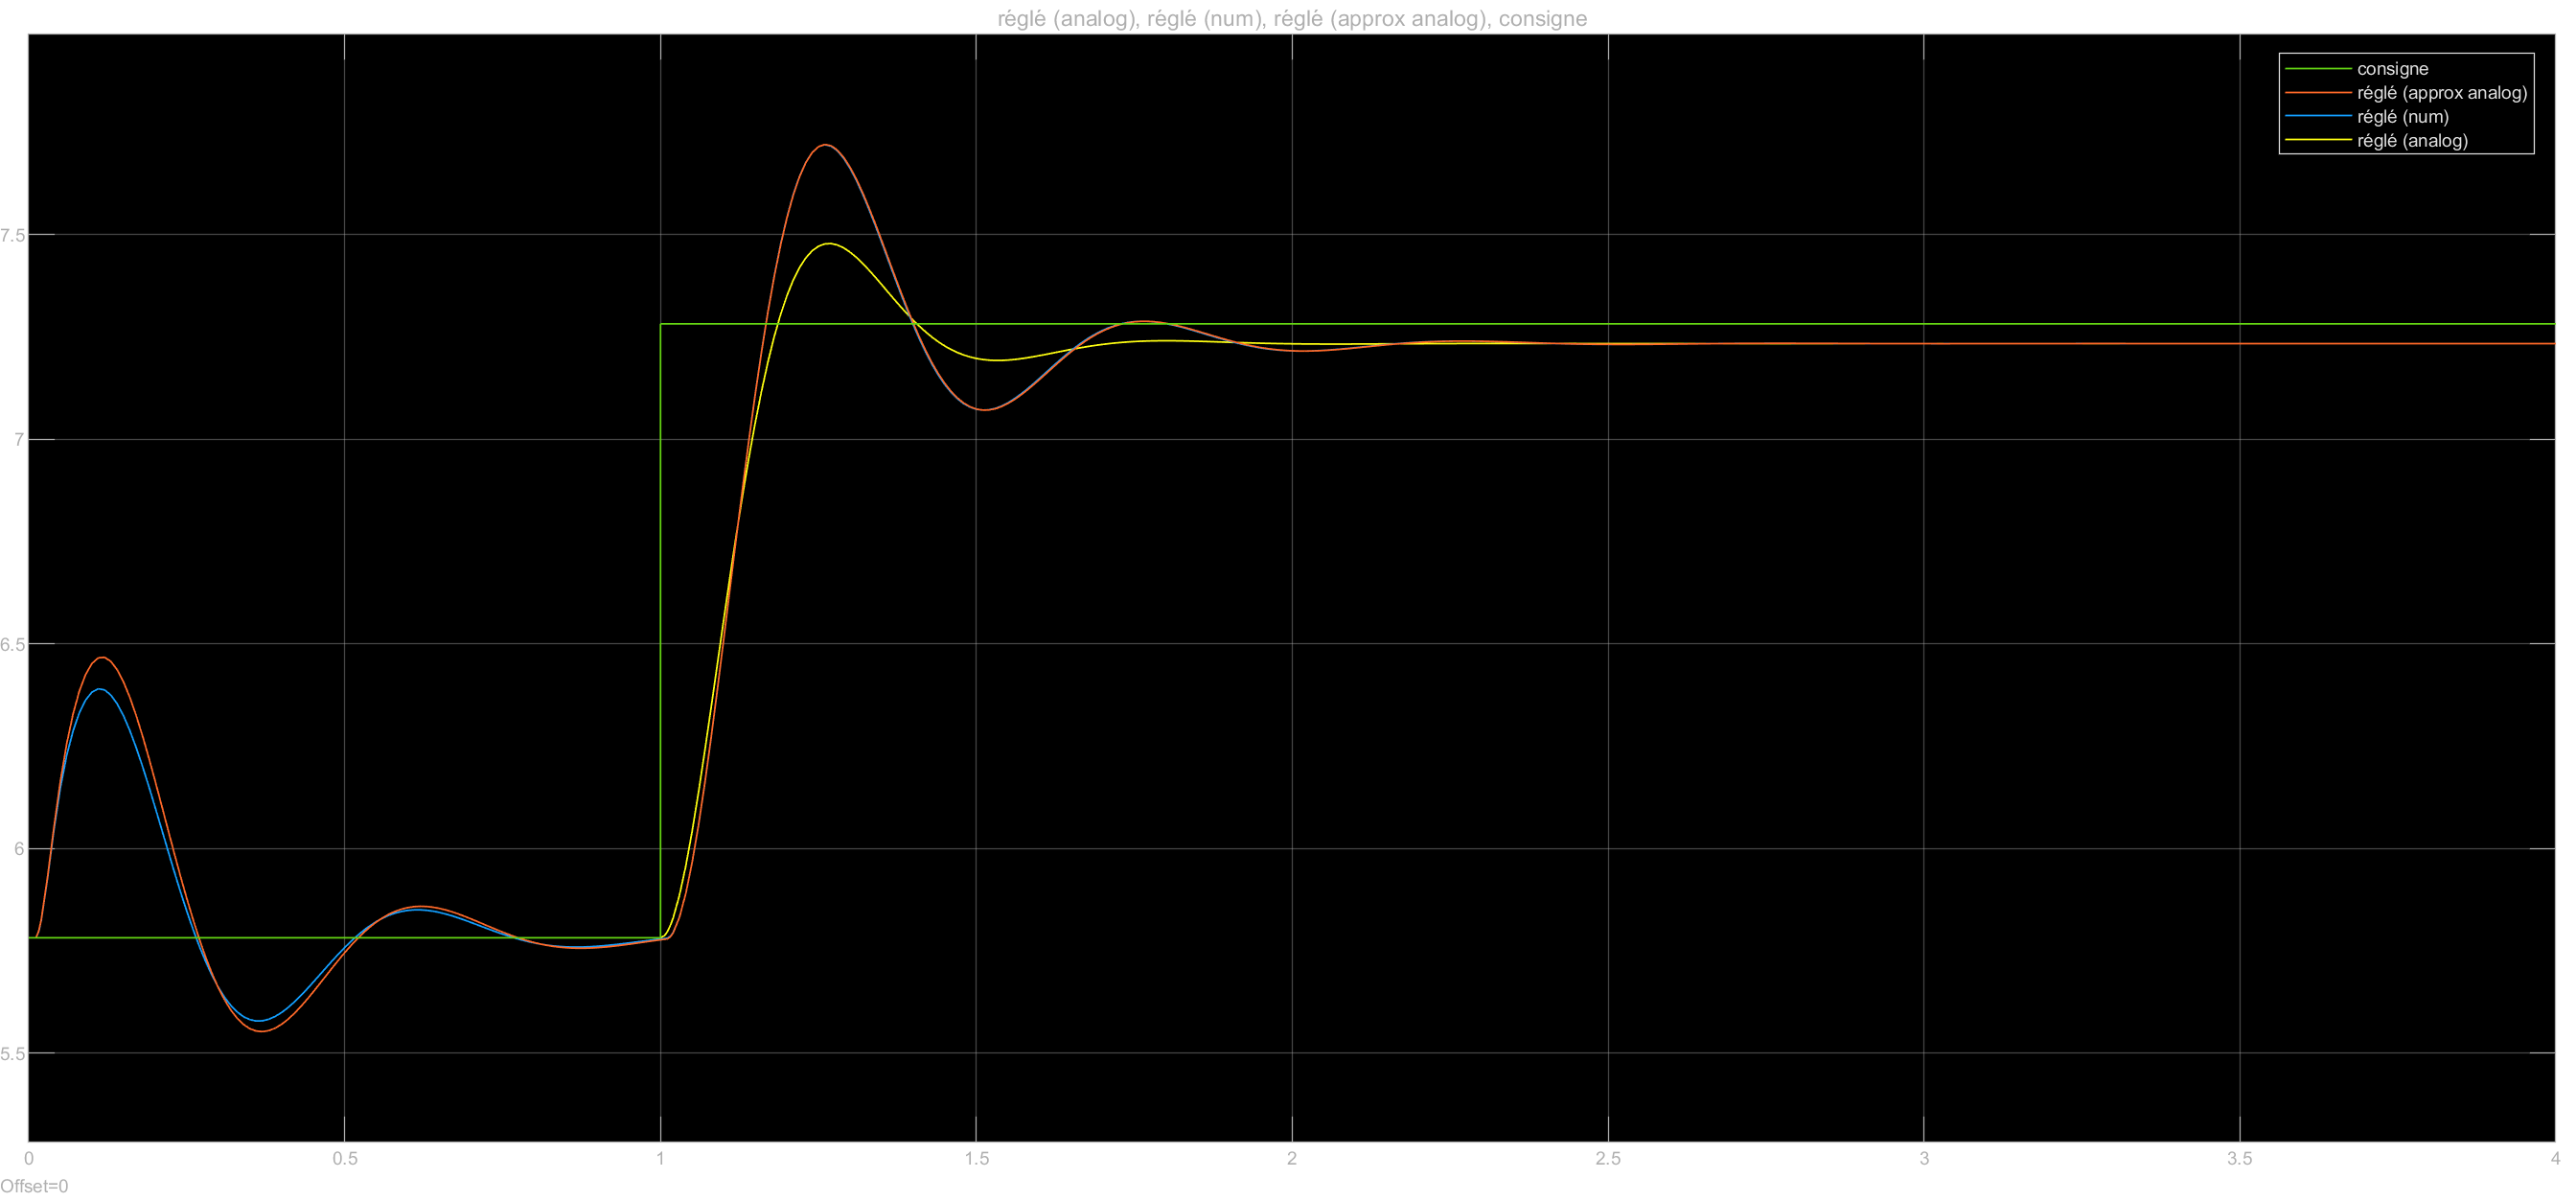 réglé (analog), réglé (num), réglé (approx analog), consigne
consigne
réglé (approx analog)
réglé (num)
réglé (analog)
7.5
7
6.5
6
5.5
0 0.5 1 1.5 2 2.5 3 3.5 4
Offset=0